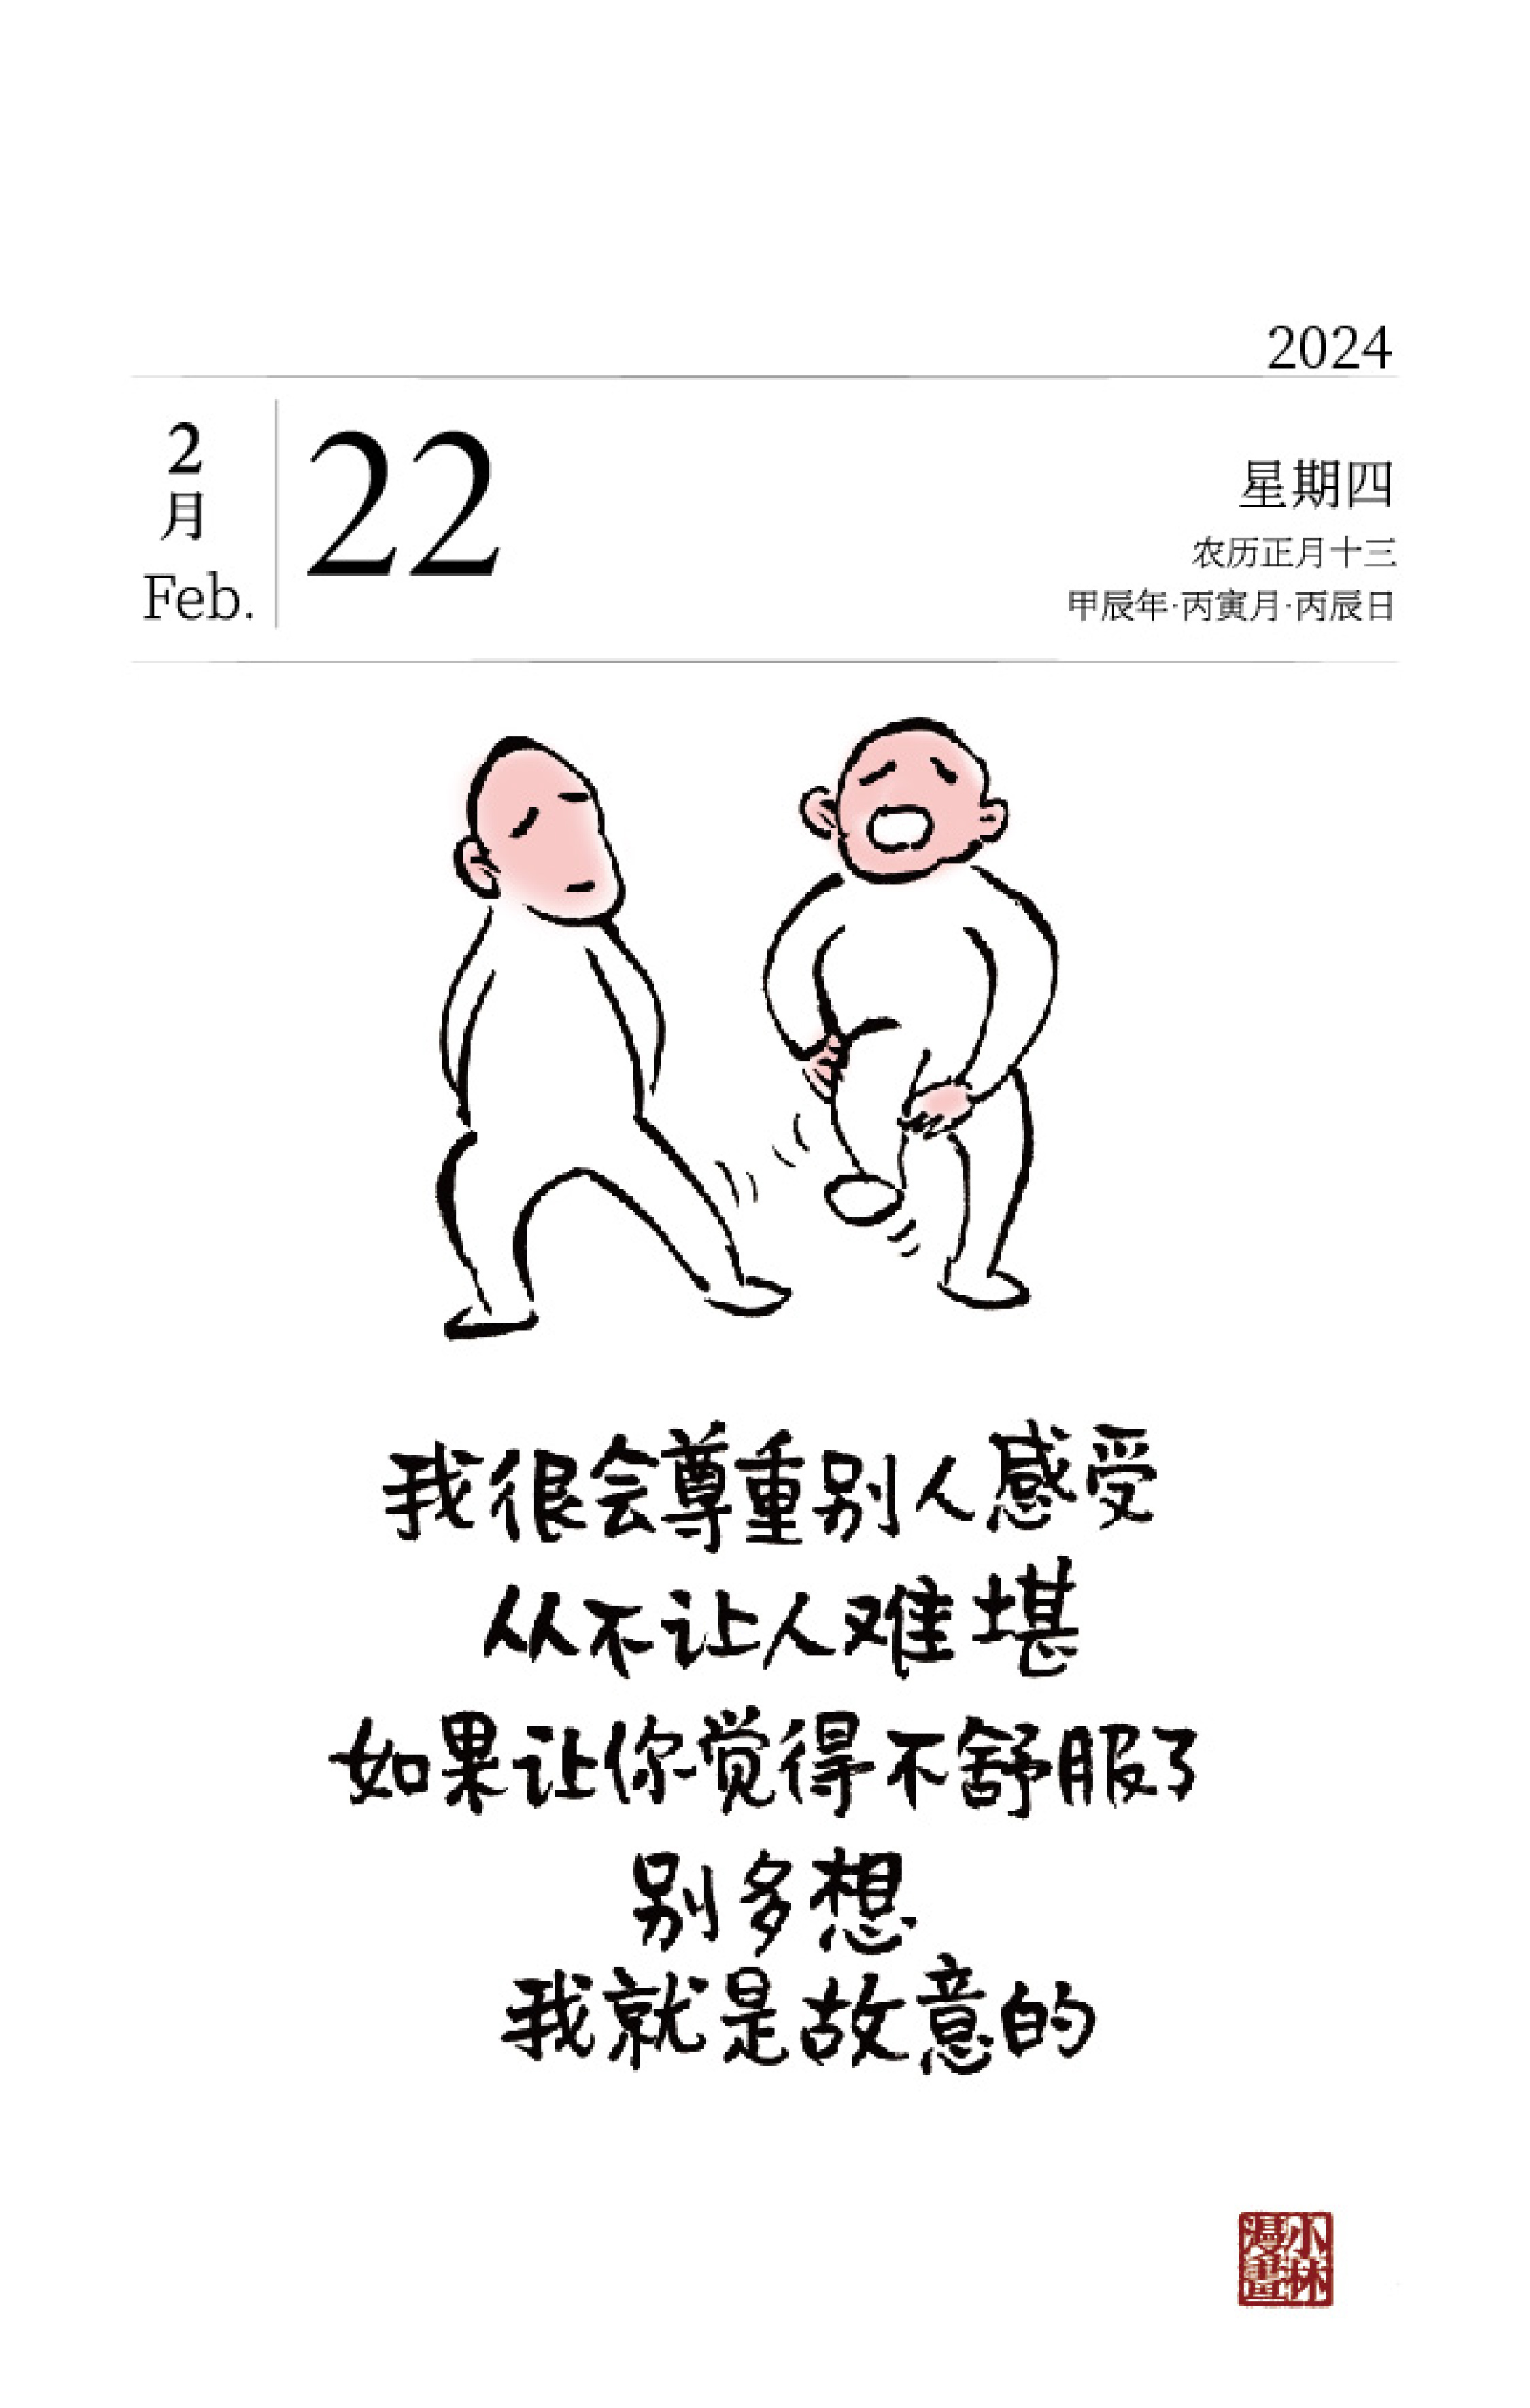 2024
2
月
Feb.
22
星期四
农历正月十三
甲辰年·丙寅月·丙辰日
我很会尊重别人感受
从不让人难堪
如果让你觉得不舒服了
别多想
我就是故意的
小林
漫畫